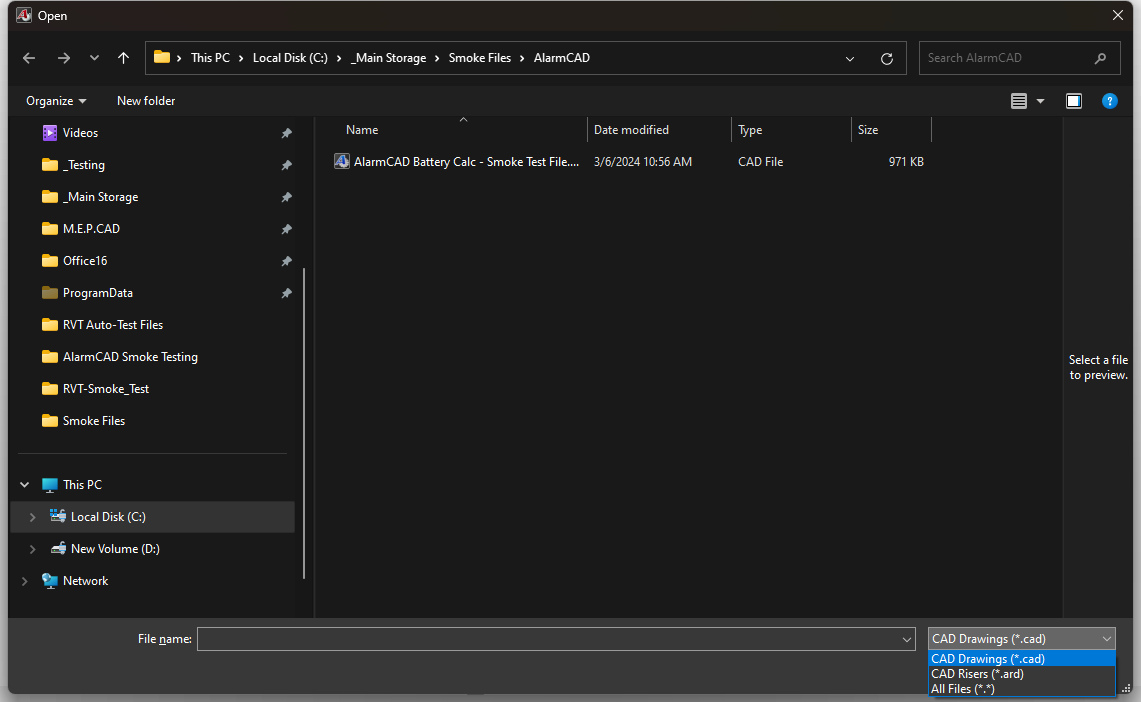 Open
This PC > Local Disk (C:) > _Main Storage > Smoke Files > AlarmCAD
Search AlarmCAD
Organize
New folder
?
Videos
_Testing
_Main Storage
M.E.P.CAD
Office16
ProgramData
RVT Auto-Test Files
AlarmCAD Smoke Testing
RVT-Smoke_Test
Smoke Files
This PC
Local Disk (C:)
New Volume (D:)
Network
Name Date modified Type Size
AlarmCAD Battery Calc - Smoke Test File.... 3/6/2024 10:56 AM CAD File 971 KB
Select a file
to preview.
File name:
CAD Drawings (*.cad)
CAD Drawings (*.cad)
CAD Risers (*.ard)
All Files (*.*)